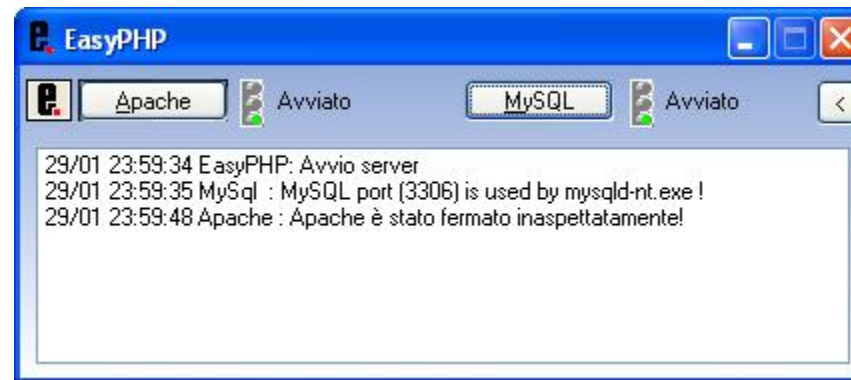 e. EasyPHP
e. Apache Avviato MySQL Avviato <
29/01 23:59:34 EasyPHP: Avvio server
29/01 23:59:35 MySql : MySQL port (3306) is used by mysqld-nt.exe !
29/01 23:59:48 Apache : Apache è stato fermato inaspettatamente!